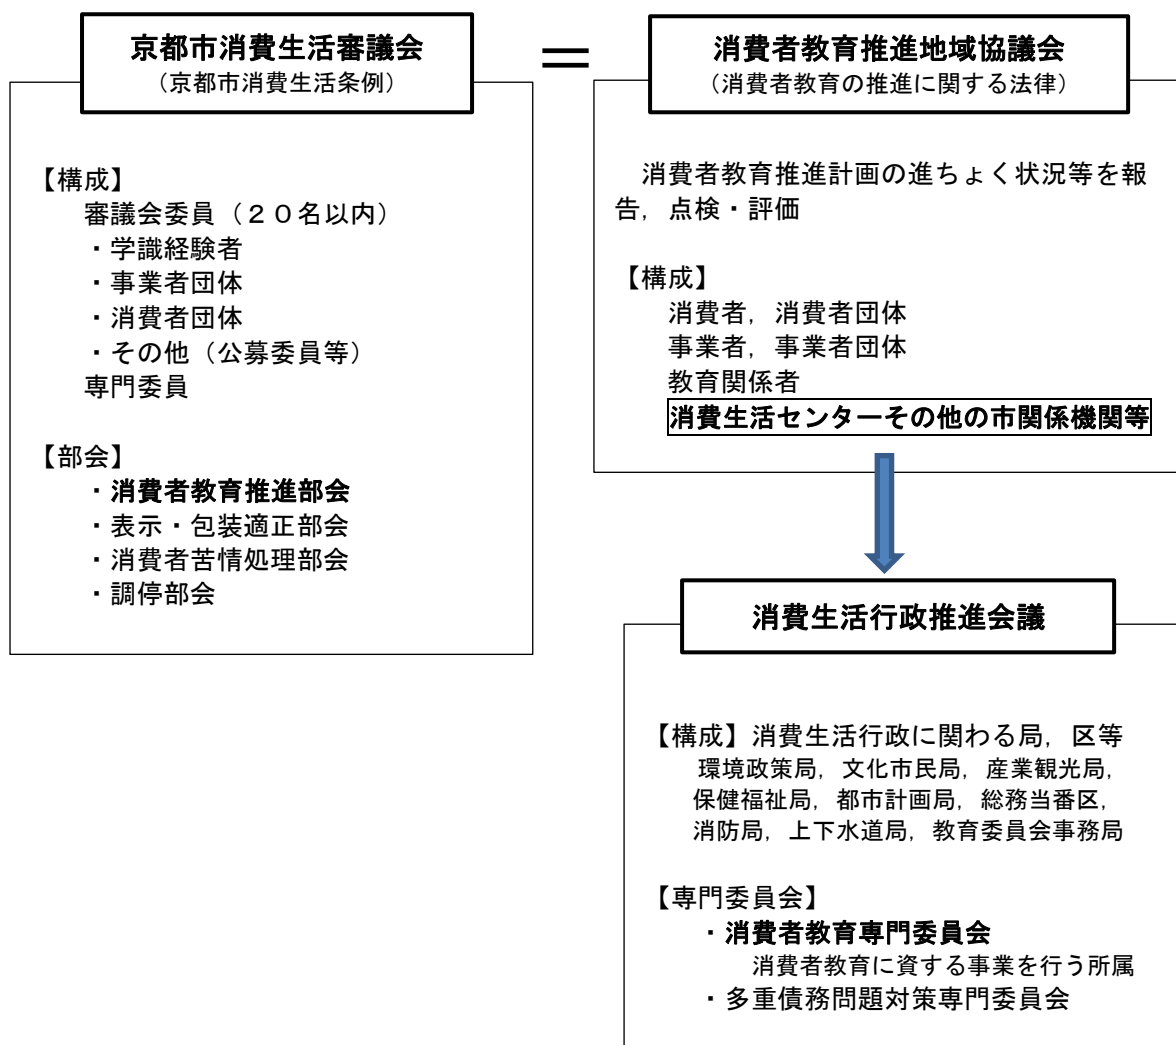 京都市消費生活審議会
（京都市消費生活条例）
【構成】
審議会委員（２０名以内）
・学識経験者
・事業者団体
・消費者団体
・その他（公募委員等）
専門委員
【部会】
・消費者教育推進部会
・表示・包装適正部会
・消費者苦情処理部会
・調停部会
＝
消費者教育推進地域協議会
（消費者教育の推進に関する法律）
消費者教育推進計画の進ちょく状況等を報
告，点検・評価
【構成】
消費者，消費者団体
事業者，事業者団体
教育関係者
消費生活センターその他の市関係機関等
消費生活行政推進会議
【構成】消費生活行政に関わる局，区等
環境政策局，文化市民局，産業観光局，
保健福祉局，都市計画局，総務当番区，
消防局，上下水道局，教育委員会事務局
【専門委員会】
・消費者教育専門委員会
消費者教育に資する事業を行う所属
・多重債務問題対策専門委員会